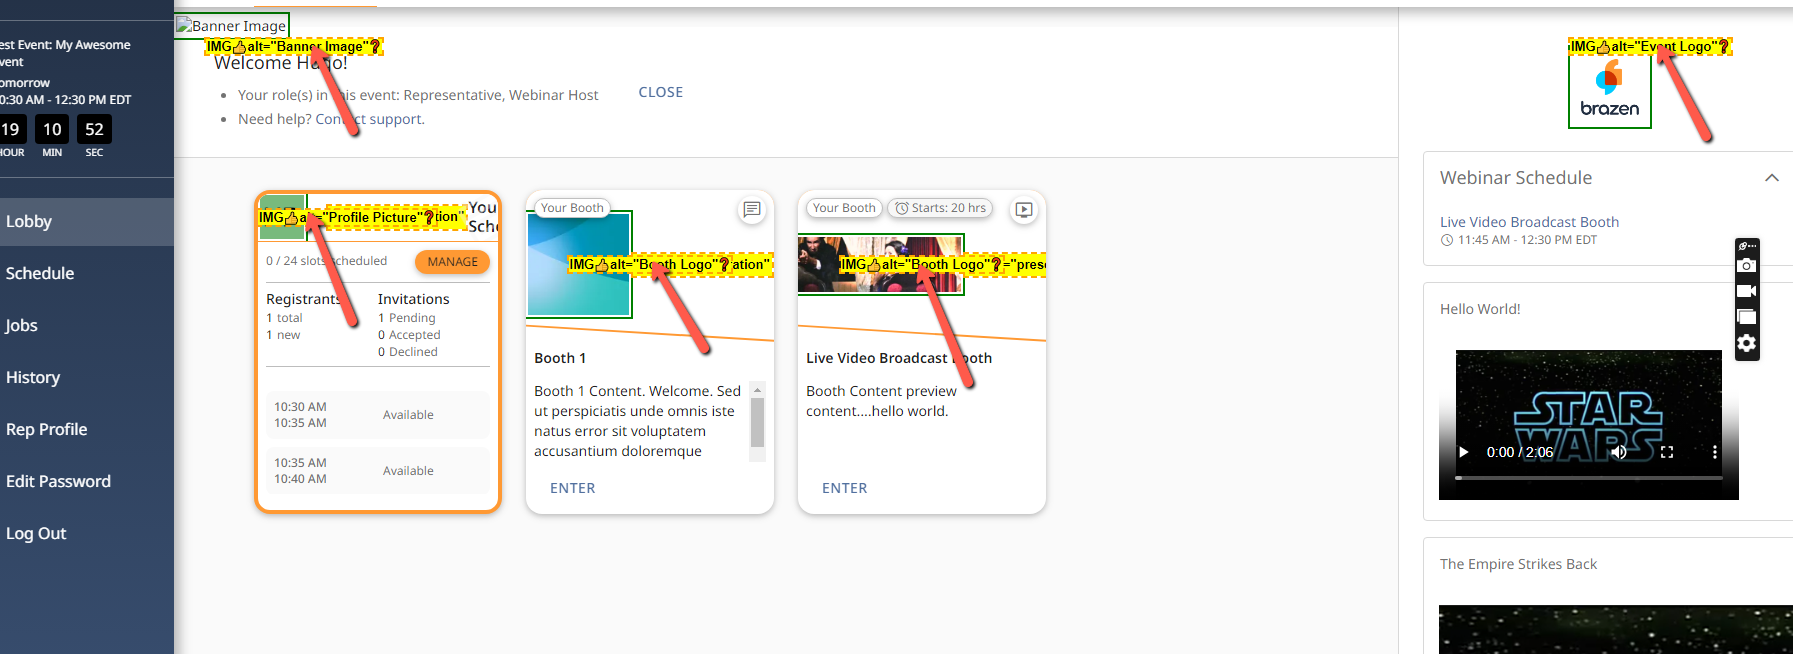 est Event: My Awesome
vent
omorrow
0:30 AM - 12:30 PM EDT
19 10 52
HOUR MIN SEC
Lobby
Schedule
Jobs
History
Rep Profile
Edit Password
Log Out
Banner Image
IMG👍alt="Banner Image"❓
Welcome Hugo!
Your role(s) in this event: Representative, Webinar Host
Need help? Contact support.
CLOSE
IMG👍alt="Profile Picture"❓tion"
You
Sche
0 / 24 slots scheduled
MANAGE
Registrants
1 total
1 new
Invitations
1 Pending
0 Accepted
0 Declined
10:30 AM
10:35 AM
Available
10:35 AM
10:40 AM
Available
Your Booth
IMG👍alt="Booth Logo"❓ation"
Booth 1
Booth 1 Content. Welcome. Sed
ut perspiciatis unde omnis iste
natus error sit voluptatem
accusantium doloremque
ENTER
Your Booth
Starts: 20 hrs
IMG👍alt="Booth Logo"❓="prese
Live Video Broadcast Booth
Booth Content preview
content....hello world.
ENTER
IMG👍alt="Event Logo"❓
brazen
Webinar Schedule
Live Video Broadcast Booth
11:45 AM - 12:30 PM EDT
Hello World!
STAR
WARS
0:00 / 2:06
The Empire Strikes Back